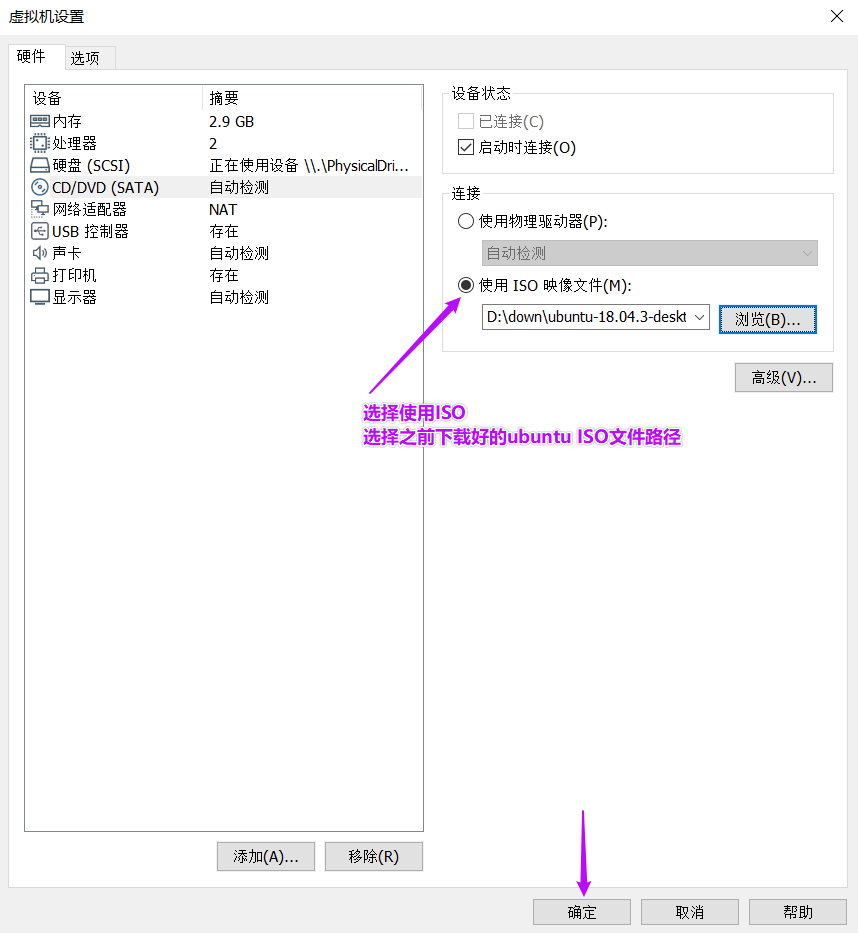 虚拟机设置
硬件 选项
设备 摘要
内存 2.9 GB
处理器 2
硬盘 (SCSI) 正在使用设备 \\.\PhysicalDri...
CD/DVD (SATA) 自动检测
网络适配器 NAT
USB 控制器 存在
声卡 自动检测
打印机 存在
显示器 自动检测
添加(A)... 移除(R)
设备状态
已连接(C)
启动时连接(O)
连接
使用物理驱动器(P):
自动检测
使用 ISO 映像文件(M):
D:\down\ubuntu-18.04.3-deskt 浏览(B)...
高级(V)...
选择使用ISO
选择之前下载好的ubuntu ISO文件路径
确定 取消 帮助